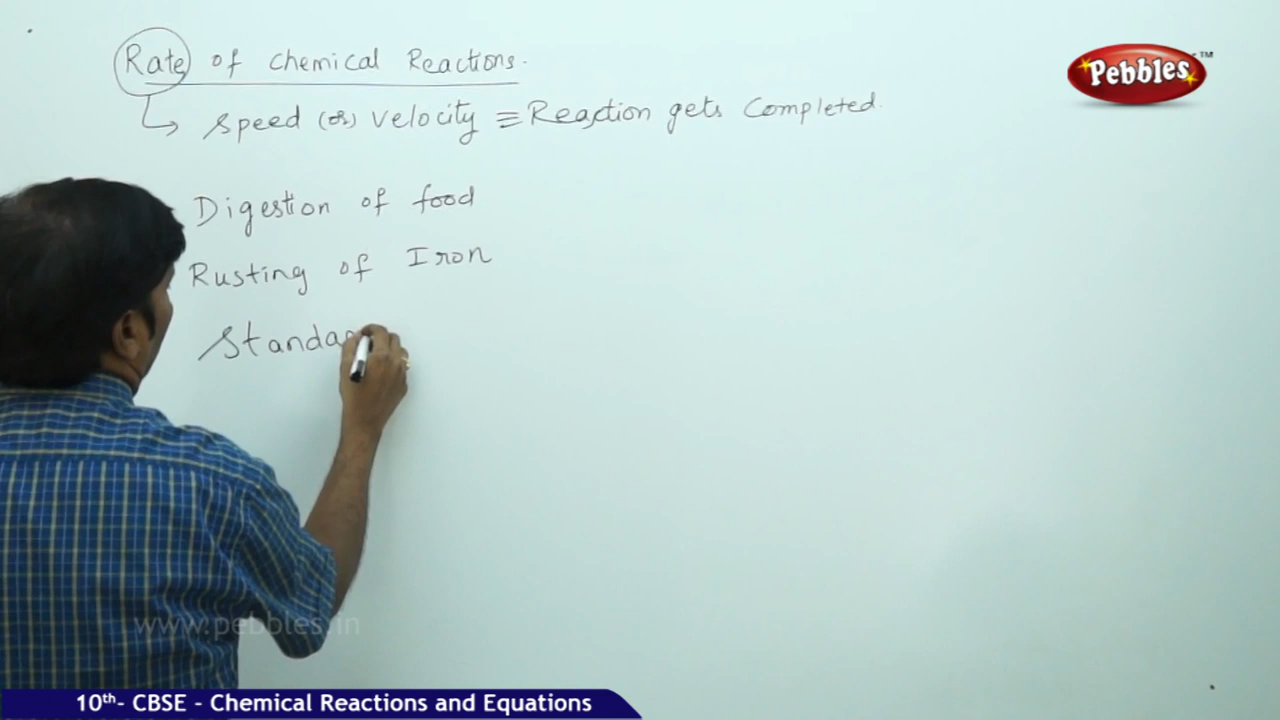 Rate of Chemical Reactions.
Speed (or) Velocity ≡ Reaction gets Completed.
Digestion of food
Rusting of Iron
Standa
Pebbles™
www.pebbles.in
10th- CBSE - Chemical Reactions and Equations